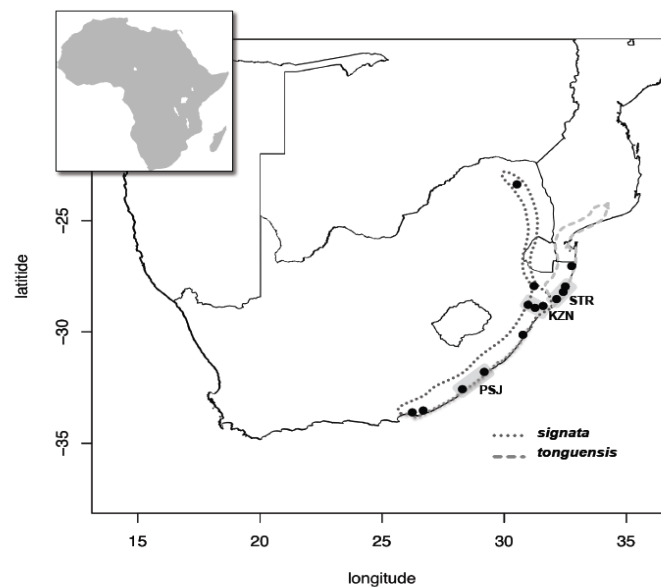 -25
-30
-35
latitide
STR
KZN
PSJ
signata
tonguensis
15
20
25
30
35
longitude